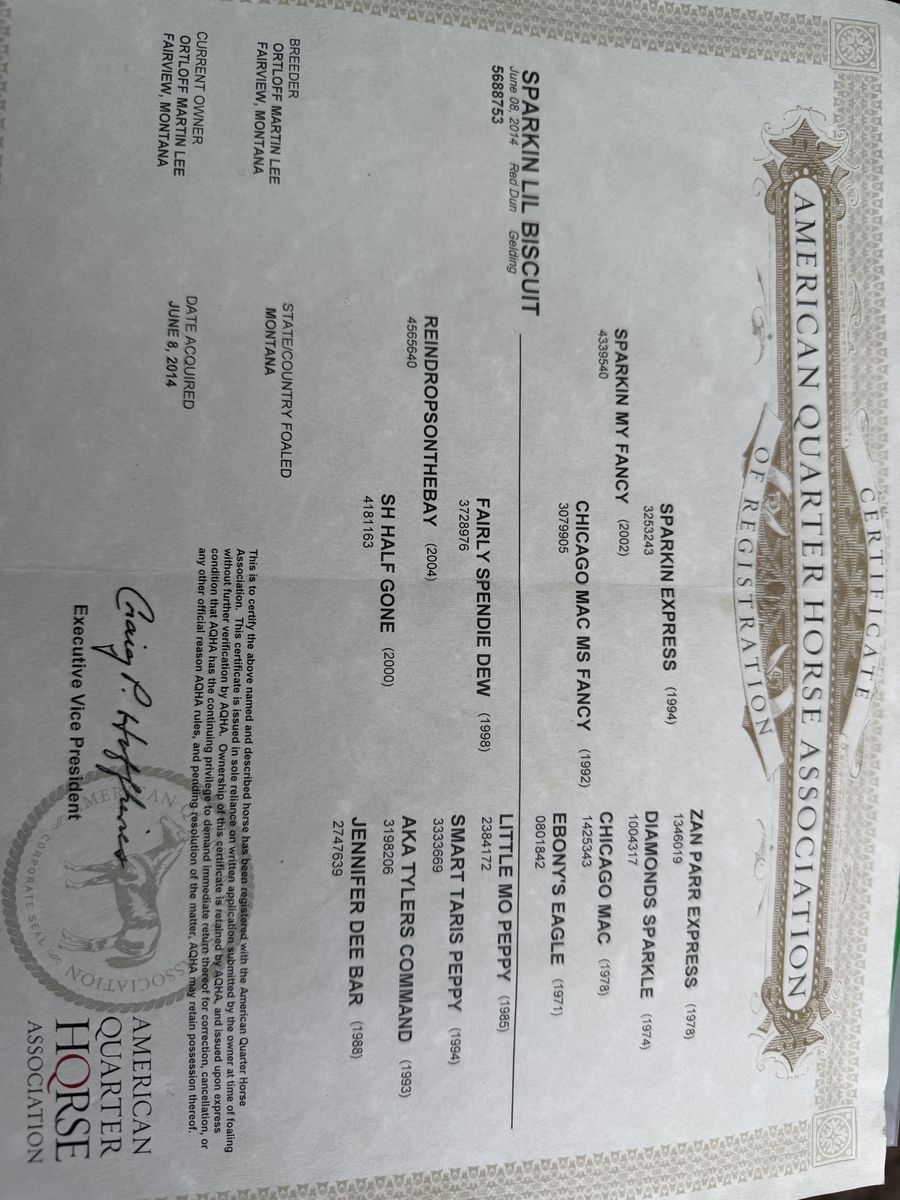 CERTIFICATE
AMERICAN QUARTER HORSE ASSOCIATION
OF REGISTRATION
ZAN PARR EXPRESS (1978)
1346019
SPARKIN EXPRESS (1994)
3253243
DIAMONDS SPARKLE (1974)
1004317
SPARKIN MY FANCY (2002)
4339540
CHICAGO MAC (1978)
1425343
CHICAGO MAC MS FANCY (1992)
3079905
EBONY'S EAGLE (1971)
0801842
SPARKIN LIL BISCUIT
June 08, 2014 Red Dun Gelding
5688753
LITTLE MO PEPPY (1985)
2384172
FAIRLY SPENDIE DEW (1998)
3728976
SMART TARIS PEPPY (1994)
3333669
REINDROPSONTHEBAY (2004)
4565640
AKA TYLERS COMMAND (1993)
3198206
SH HALF GONE (2000)
4181163
JENNIFER DEE BAR (1988)
2747639
BREEDER
ORTLOFF MARTIN LEE
FAIRVIEW, MONTANA
STATE/COUNTRY FOALED
MONTANA
CURRENT OWNER
ORTLOFF MARTIN LEE
FAIRVIEW, MONTANA
DATE ACQUIRED
JUNE 8, 2014
This is to certify the above named and described horse has been registered with the American Quarter Horse
Association. This certificate is issued in sole reliance on written application submitted by the owner at time of foaling
without further verification by AQHA. Ownership of this certificate is retained by AQHA, and issued upon express
condition that AQHA has the continuing privilege to demand immediate return thereof for correction, cancellation, or
any other official reason AQHA rules, and pending resolution of the matter, AQHA may retain possession thereof.
Craig P. Huffhines
Executive Vice President
AMERICAN
ASSOCIATION
CORPORATE SEAL
AMERICAN
QUARTER
HORSE
ASSOCIATION